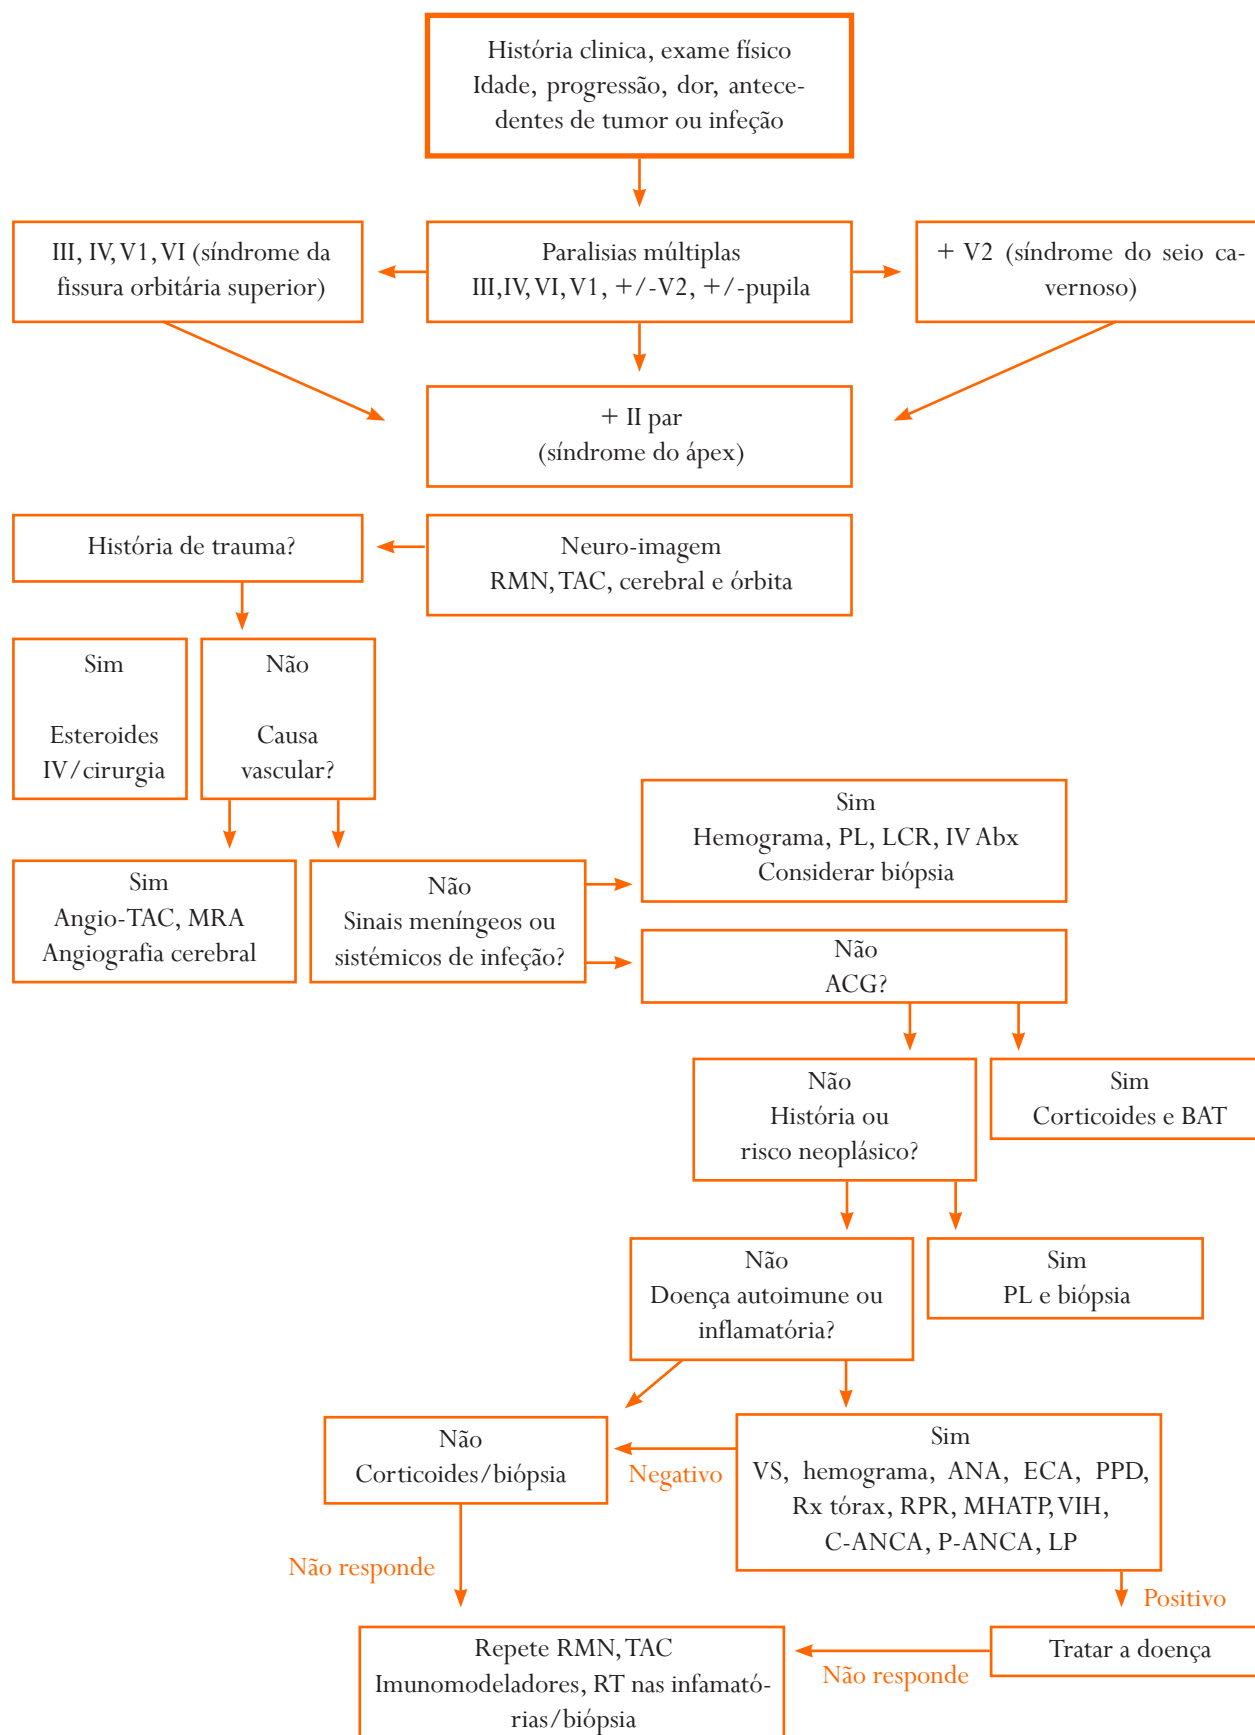 História clinica, exame físico
Idade, progressão, dor, antece-
dentes de tumor ou infeção
III, IV, V1, VI (síndrome da
fissura orbitária superior)
Paralisias múltiplas
III,IV, VI, V1, +/-V2, +/-pupila
+ V2 (síndrome do seio ca-
vernoso)
+ II par
(síndrome do ápex)
História de trauma?
Neuro-imagem
RMN, TAC, cerebral e órbita
Sim
Esteroides
IV/cirurgia
Não
Causa
vascular?
Sim
Hemograma, PL, LCR, IV Abx
Considerar biópsia
Sim
Angio-TAC, MRA
Angiografia cerebral
Não
Sinais meníngeos ou
sistémicos de infeção?
Não
ACG?
Não
História ou
risco neoplásico?
Sim
Corticoides e BAT
Não
Doença autoimune ou
inflamatória?
Sim
PL e biópsia
Não
Corticoides/biópsia
Negativo
Sim
VS, hemograma, ANA, ECA, PPD,
Rx tórax, RPR, MHATP, VIH,
C-ANCA, P-ANCA, LP
Não responde
Positivo
Repete RMN, TAC
Imunomodeladores, RT nas infamató-
rias/biópsia
Não responde
Tratar a doença